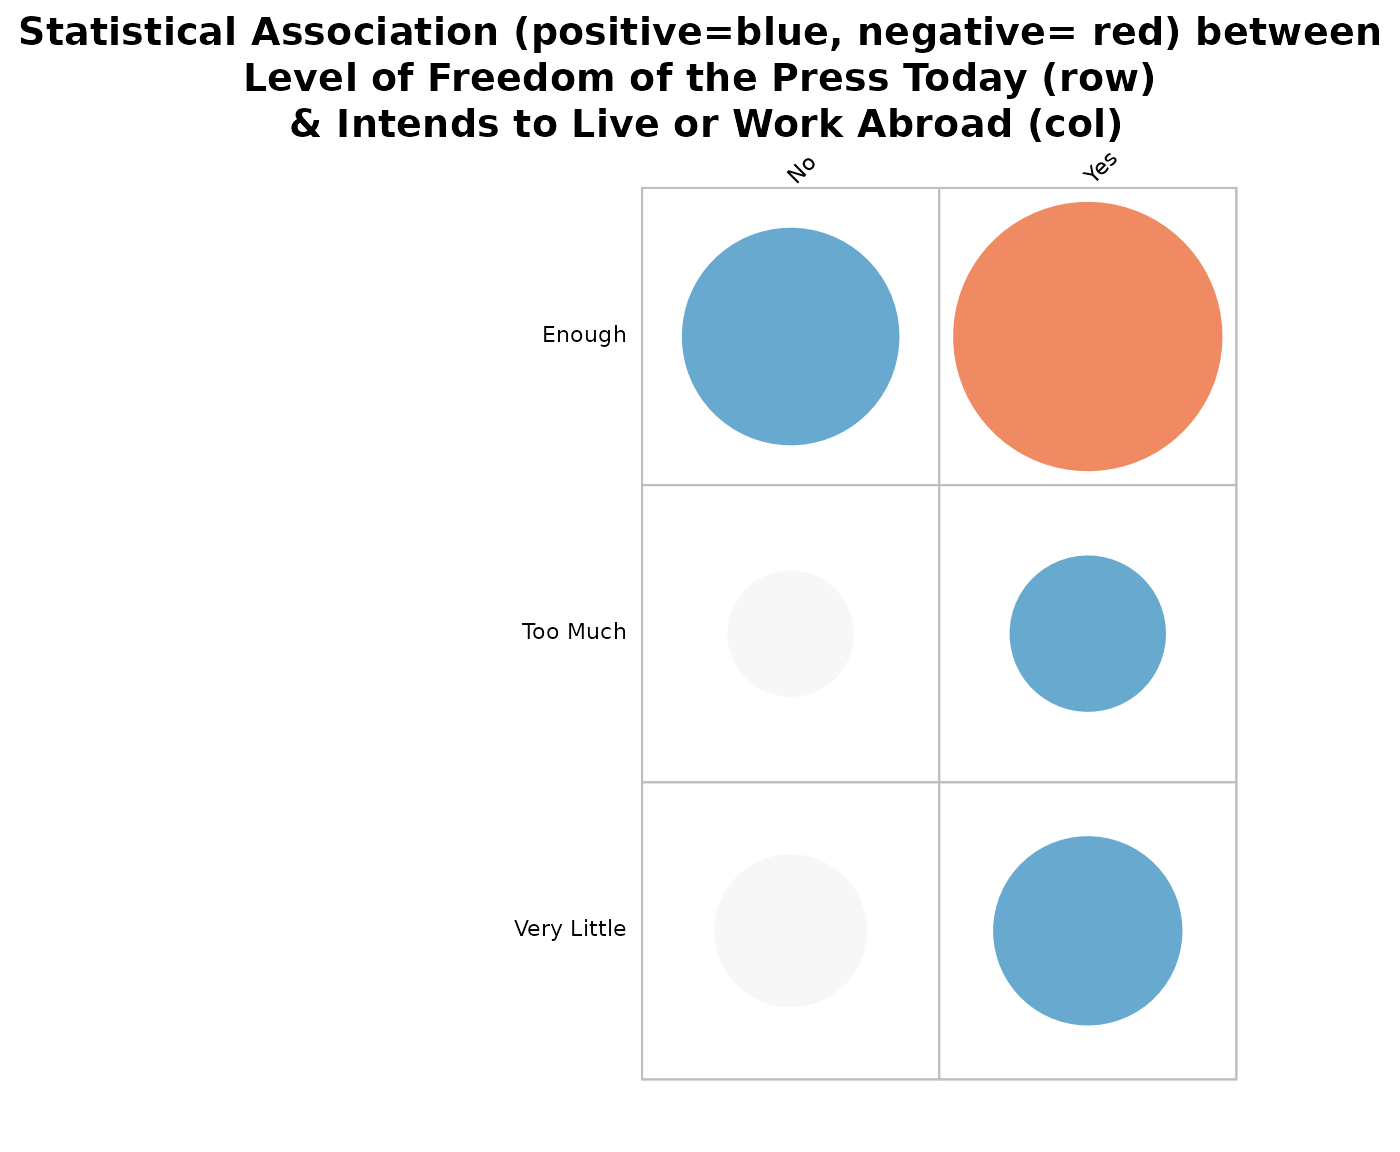 Statistical Association (positive=blue, negative= red) between
Level of Freedom of the Press Today (row)
& Intends to Live or Work Abroad (col)
No
Yes
Enough
Too Much
Very Little